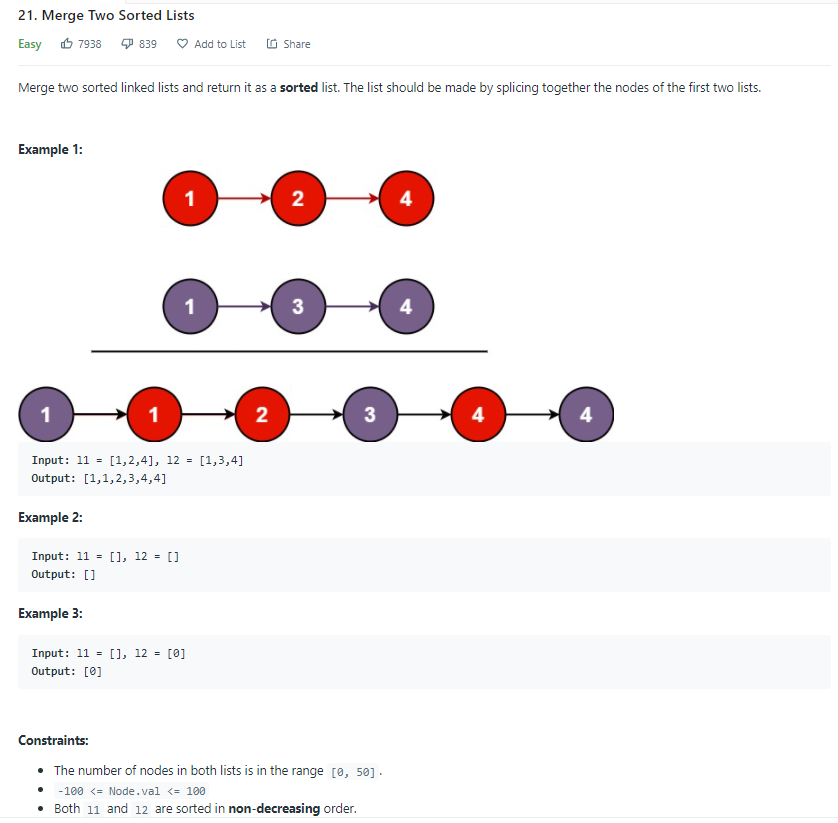 21. Merge Two Sorted Lists
Easy 7938 839 Add to List Share
Merge two sorted linked lists and return it as a sorted list. The list should be made by splicing together the nodes of the first two lists.
Example 1:
1 2 4
1 3 4
1 1 2 3 4 4
Input: l1 = [1,2,4], l2 = [1,3,4]
Output: [1,1,2,3,4,4]
Example 2:
Input: l1 = [], l2 = []
Output: []
Example 3:
Input: l1 = [], l2 = [0]
Output: [0]
Constraints:
• The number of nodes in both lists is in the range [0, 50].
• -100 <= Node.val <= 100
• Both l1 and l2 are sorted in non-decreasing order.